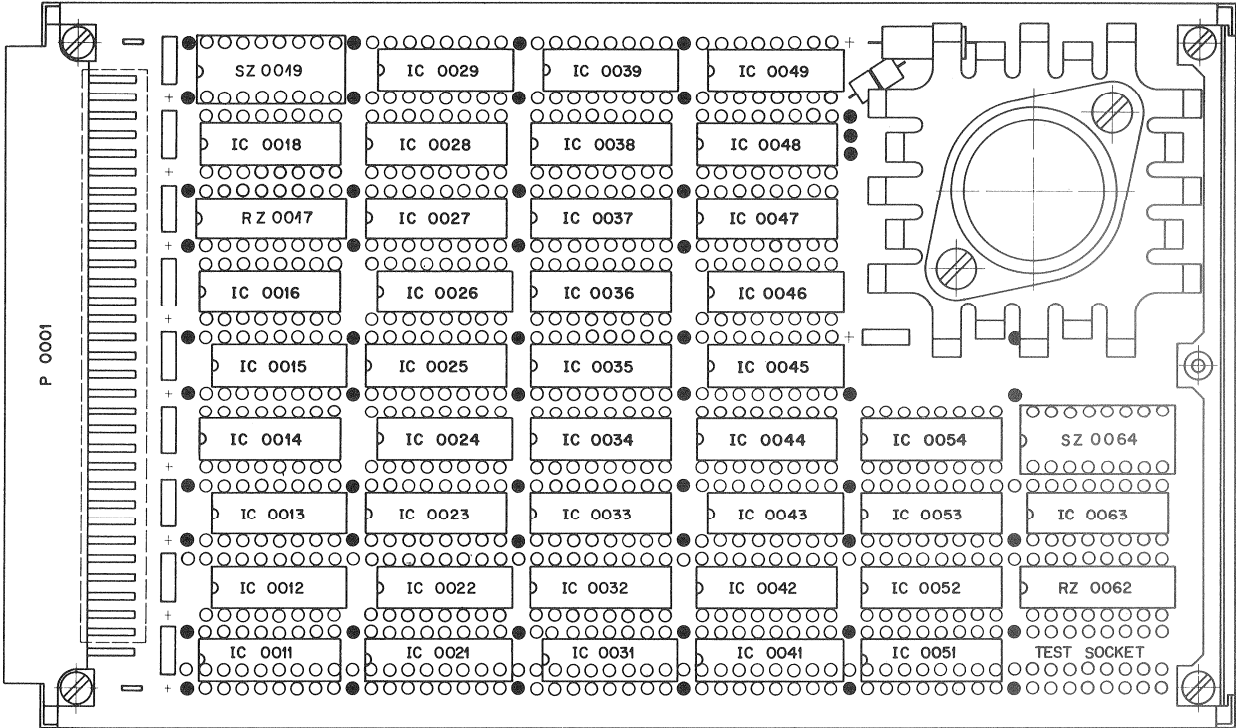 SZ 0019 IC 0029 IC 0039 IC 0049
IC 0018 IC 0028 IC 0038 IC 0048
RZ 0017 IC 0027 IC 0037 IC 0047
IC 0016 IC 0026 IC 0036 IC 0046
P 0001
IC 0015 IC 0025 IC 0035 IC 0045
IC 0014 IC 0024 IC 0034 IC 0044 IC 0054 SZ 0064
IC 0013 IC 0023 IC 0033 IC 0043 IC 0053 IC 0063
IC 0012 IC 0022 IC 0032 IC 0042 IC 0052 RZ 0062
IC 0011 IC 0021 IC 0031 IC 0041 IC 0051 TEST SOCKET